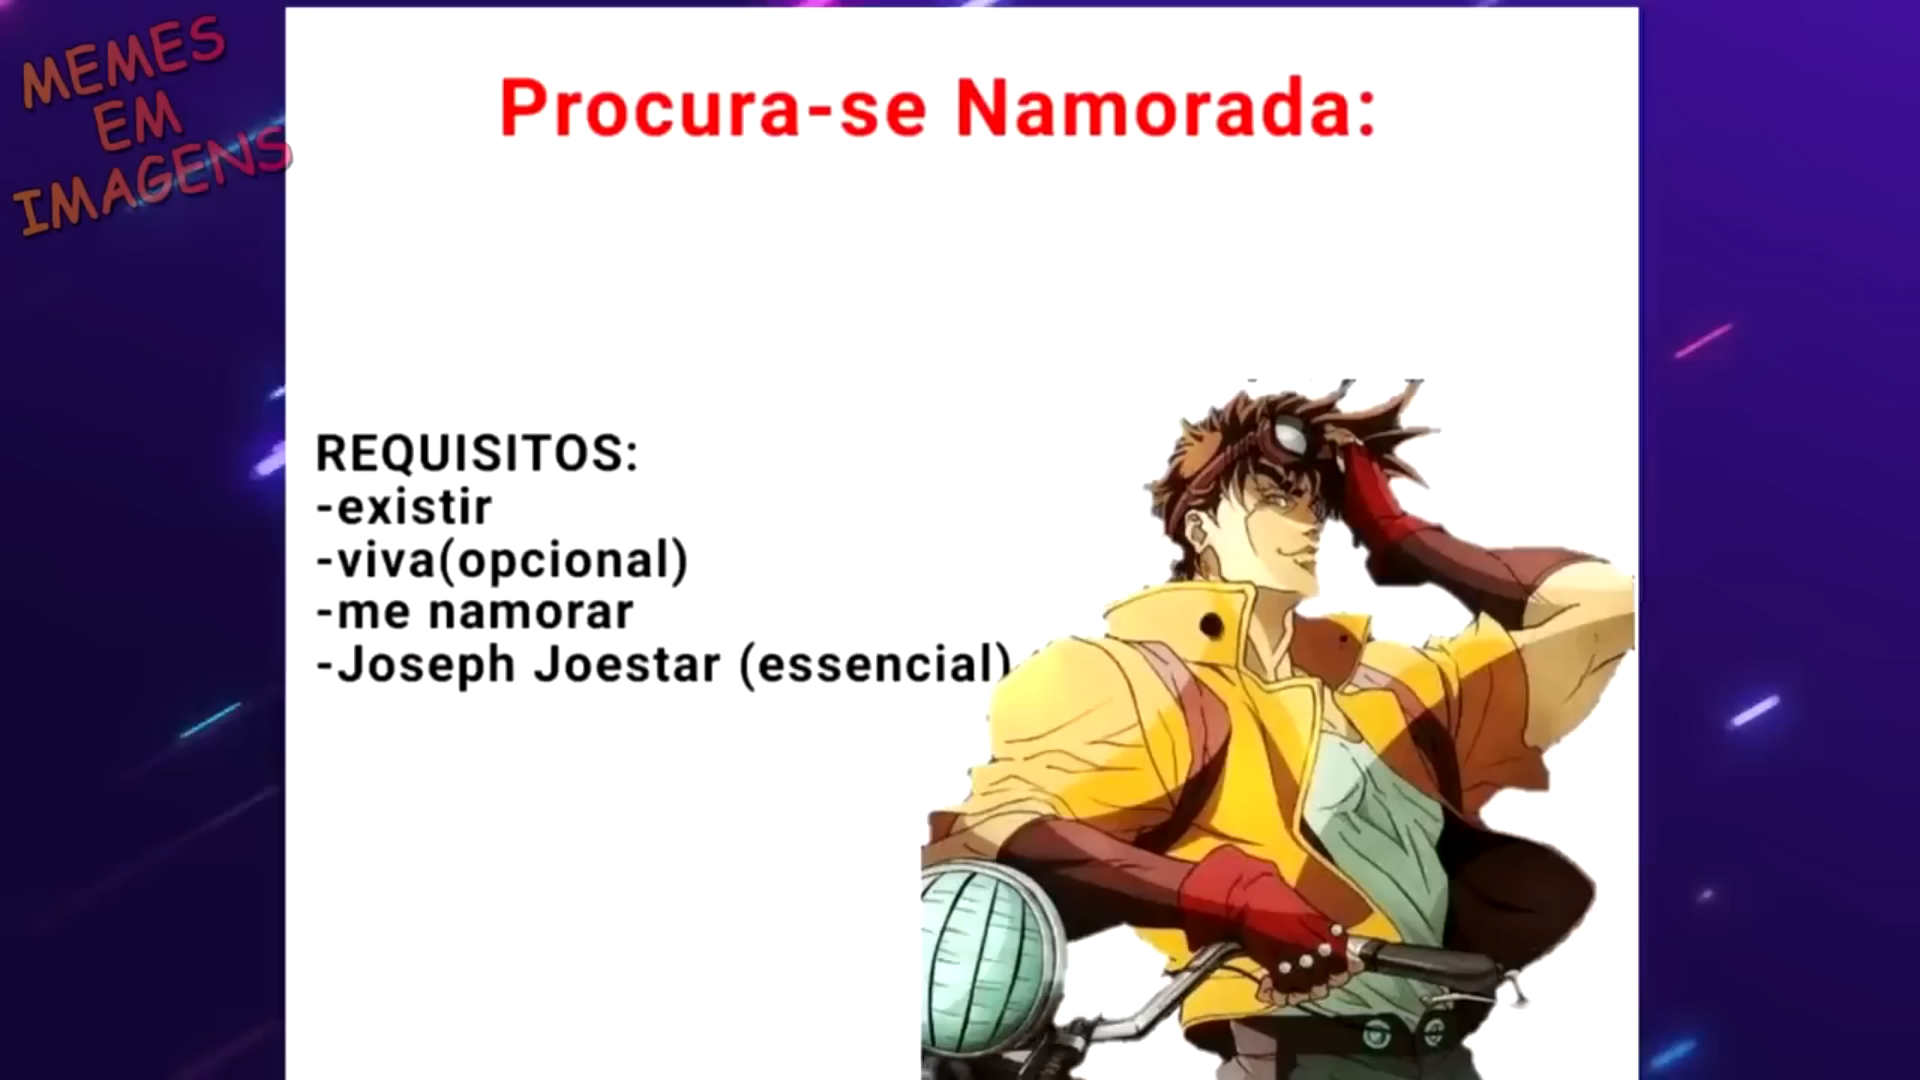 MEMES
EM
IMAGENS
Procura-se Namorada:
REQUISITOS:
-existir
-viva(opcional)
-me namorar
-Joseph Joestar (essencial)